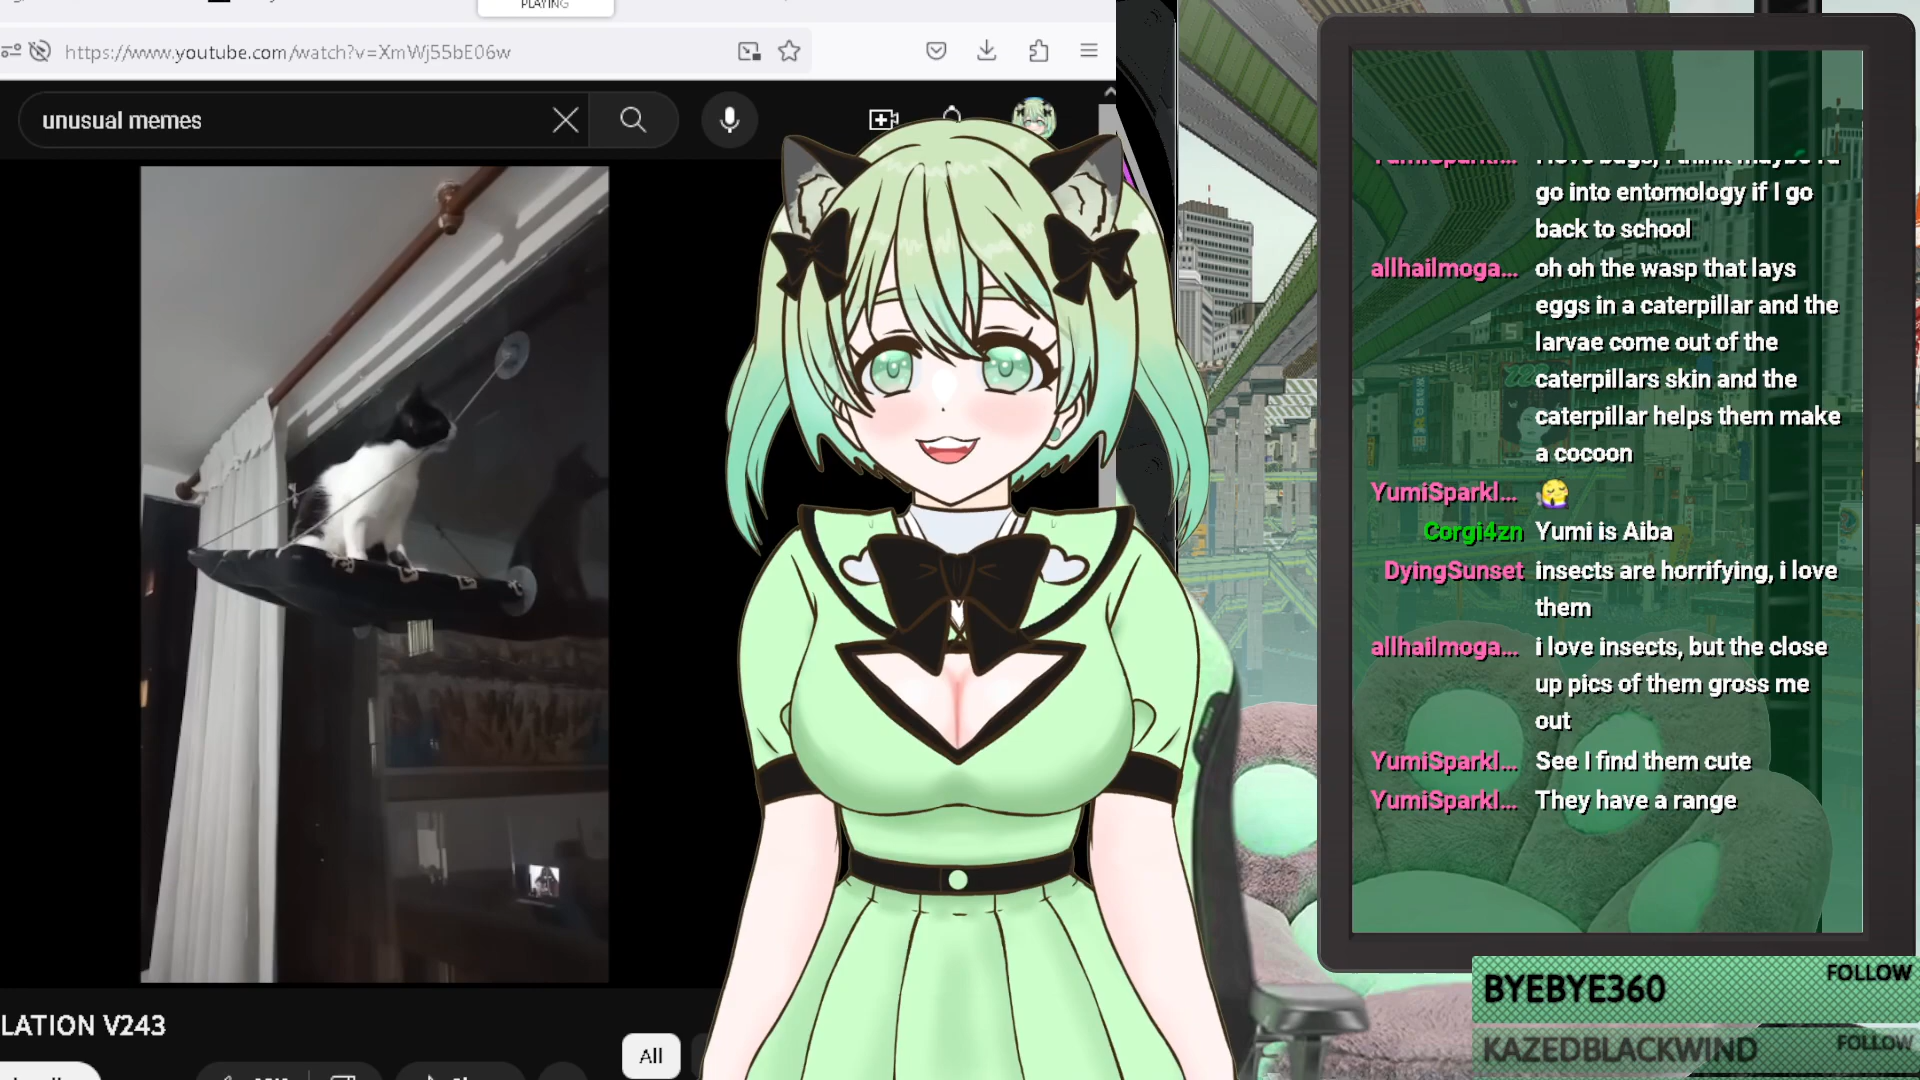 PLAYING
https://www.youtube.com/watch?v=XmWj55bE06w
unusual memes
LATION V243
All
go into entomology if I go
back to school
allhailmoga... oh oh the wasp that lays
eggs in a caterpillar and the
larvae come out of the
caterpillars skin and the
caterpillar helps them make
a cocoon
YumiSparkl...
Corgi4zn Yumi is Aiba
DyingSunset insects are horrifying, i love
them
allhailmoga... i love insects, but the close
up pics of them gross me
out
YumiSparkl... See I find them cute
YumiSparkl... They have a range
BYEBYE360 FOLLOW
KAZEDBLACKWIND FOLLOW